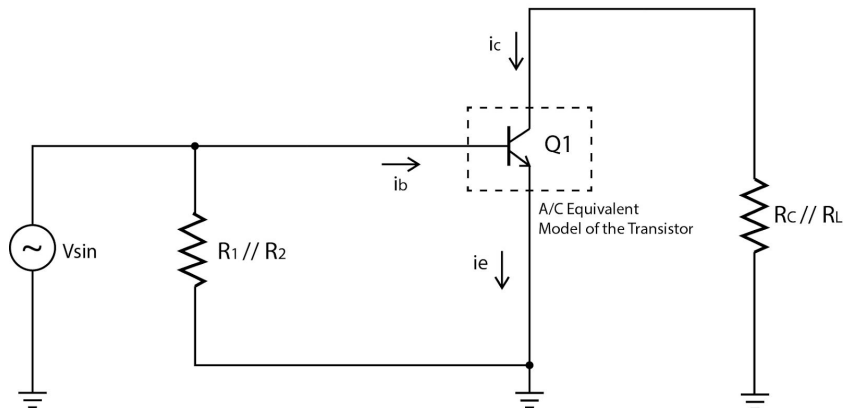 ic
Q1
ib
A/C Equivalent
Model of the Transistor
~
Vsin
R1 // R2
ie
RC // RL